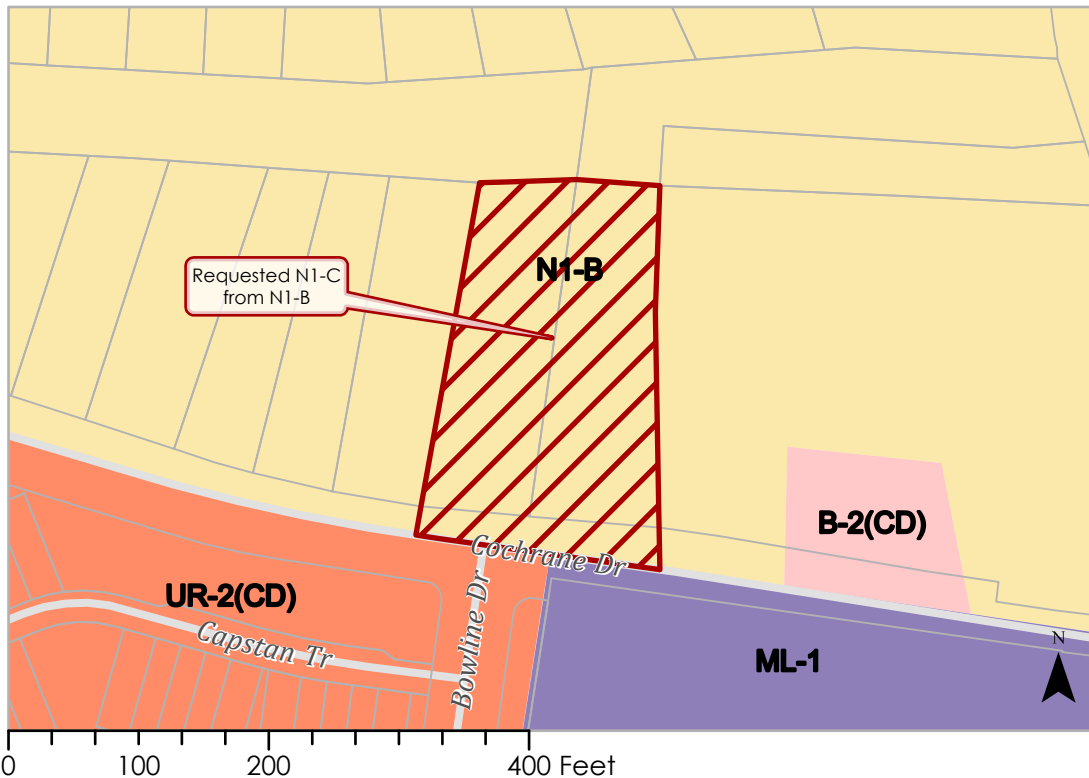 N1-B
Requested N1-C
from N1-B
B-2(CD)
Cochrane Dr
UR-2(CD)
Bowline Dr
Capstan Tr
ML-1
N
0 100 200 400 Feet